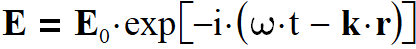 E = E₀·exp[−i·(ω·t − k·r)]